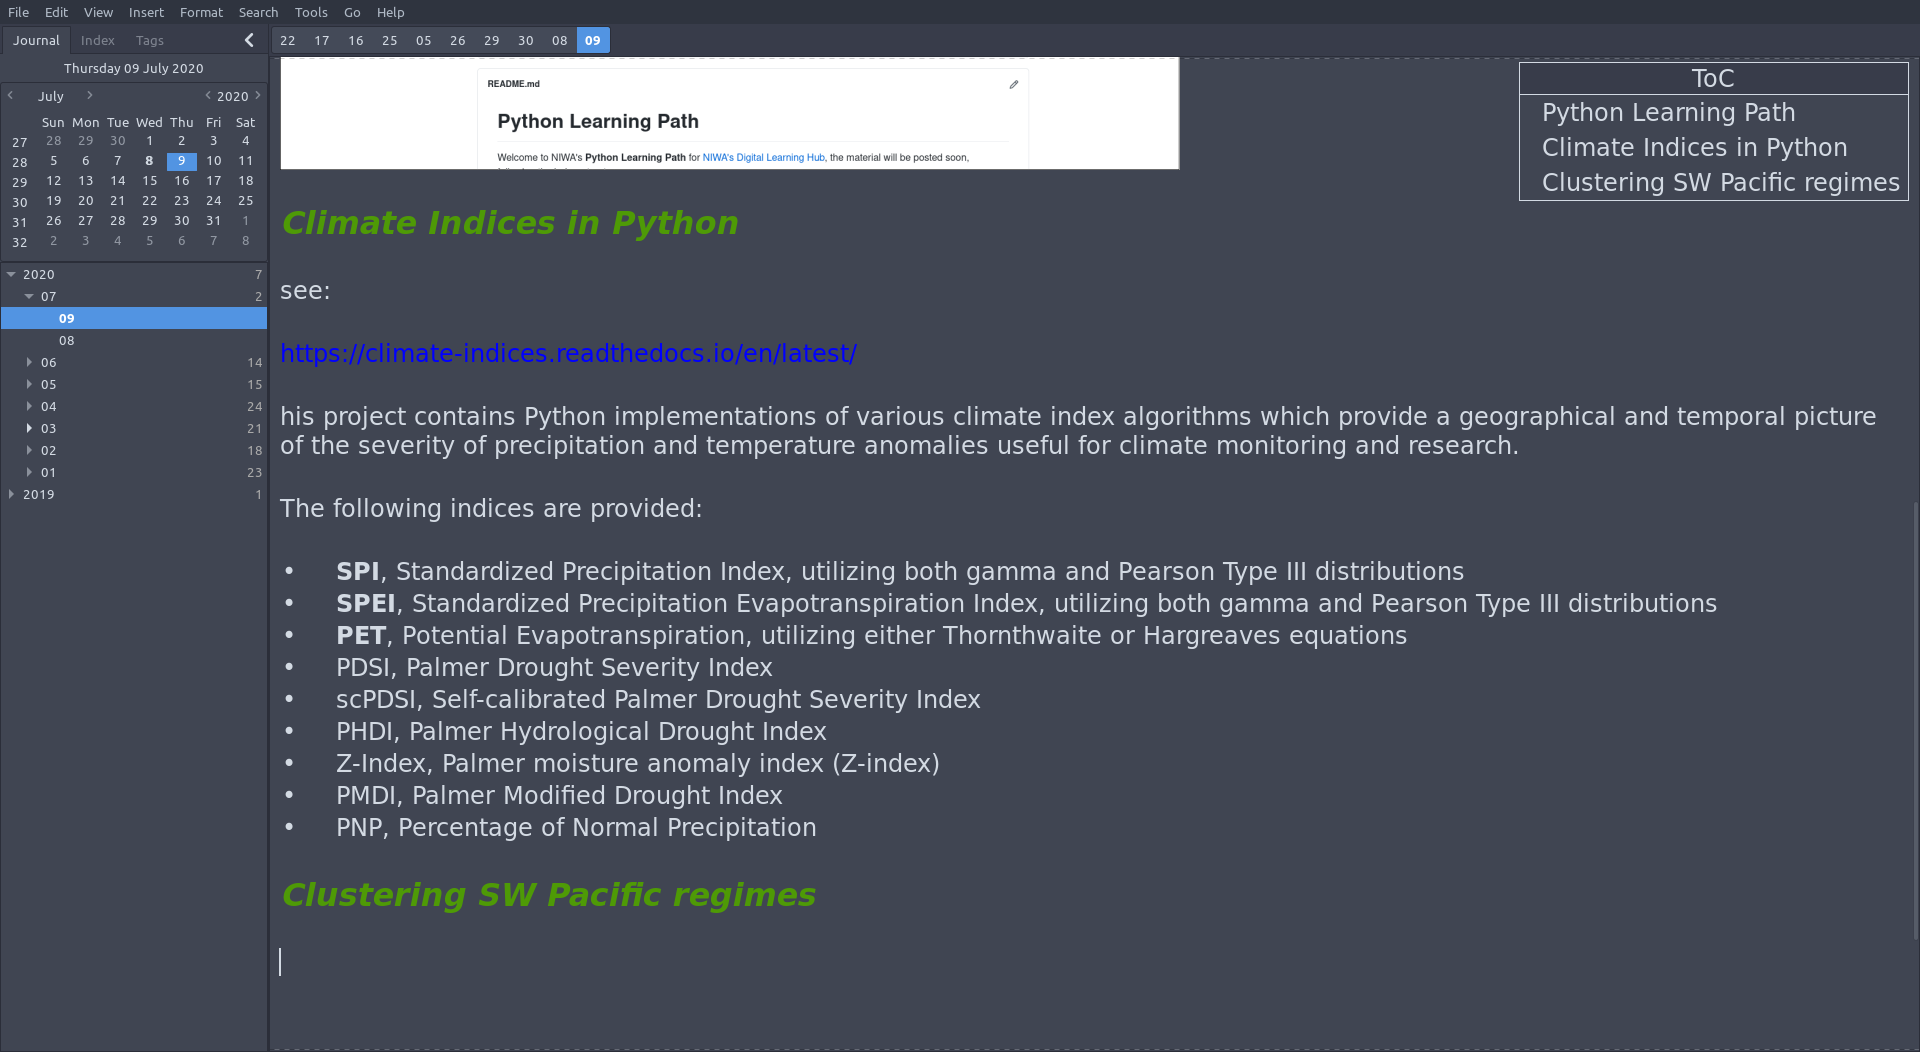 File Edit View Insert Format Search Tools Go Help
Journal Index Tags
22 17 16 25 05 26 29 30 08 09
Thursday 09 July 2020
July 2020
Sun Mon Tue Wed Thu Fri Sat
27 28 29 30 1 2 3 4
28 5 6 7 8 9 10 11
29 12 13 14 15 16 17 18
30 19 20 21 22 23 24 25
31 26 27 28 29 30 31 1
32 2 3 4 5 6 7 8
2020 7
07 2
09
08
06 14
05 15
04 24
03 21
02 18
01 23
2019 1
README.md
Python Learning Path
Welcome to NIWA's Python Learning Path for NIWA's Digital Learning Hub, the material will be posted soon,
ToC
Python Learning Path
Climate Indices in Python
Clustering SW Pacific regimes
Climate Indices in Python
see:
https://climate-indices.readthedocs.io/en/latest/
his project contains Python implementations of various climate index algorithms which provide a geographical and temporal picture
of the severity of precipitation and temperature anomalies useful for climate monitoring and research.
The following indices are provided:
• SPI, Standardized Precipitation Index, utilizing both gamma and Pearson Type III distributions
• SPEI, Standardized Precipitation Evapotranspiration Index, utilizing both gamma and Pearson Type III distributions
• PET, Potential Evapotranspiration, utilizing either Thornthwaite or Hargreaves equations
• PDSI, Palmer Drought Severity Index
• scPDSI, Self-calibrated Palmer Drought Severity Index
• PHDI, Palmer Hydrological Drought Index
• Z-Index, Palmer moisture anomaly index (Z-index)
• PMDI, Palmer Modified Drought Index
• PNP, Percentage of Normal Precipitation
Clustering SW Pacific regimes